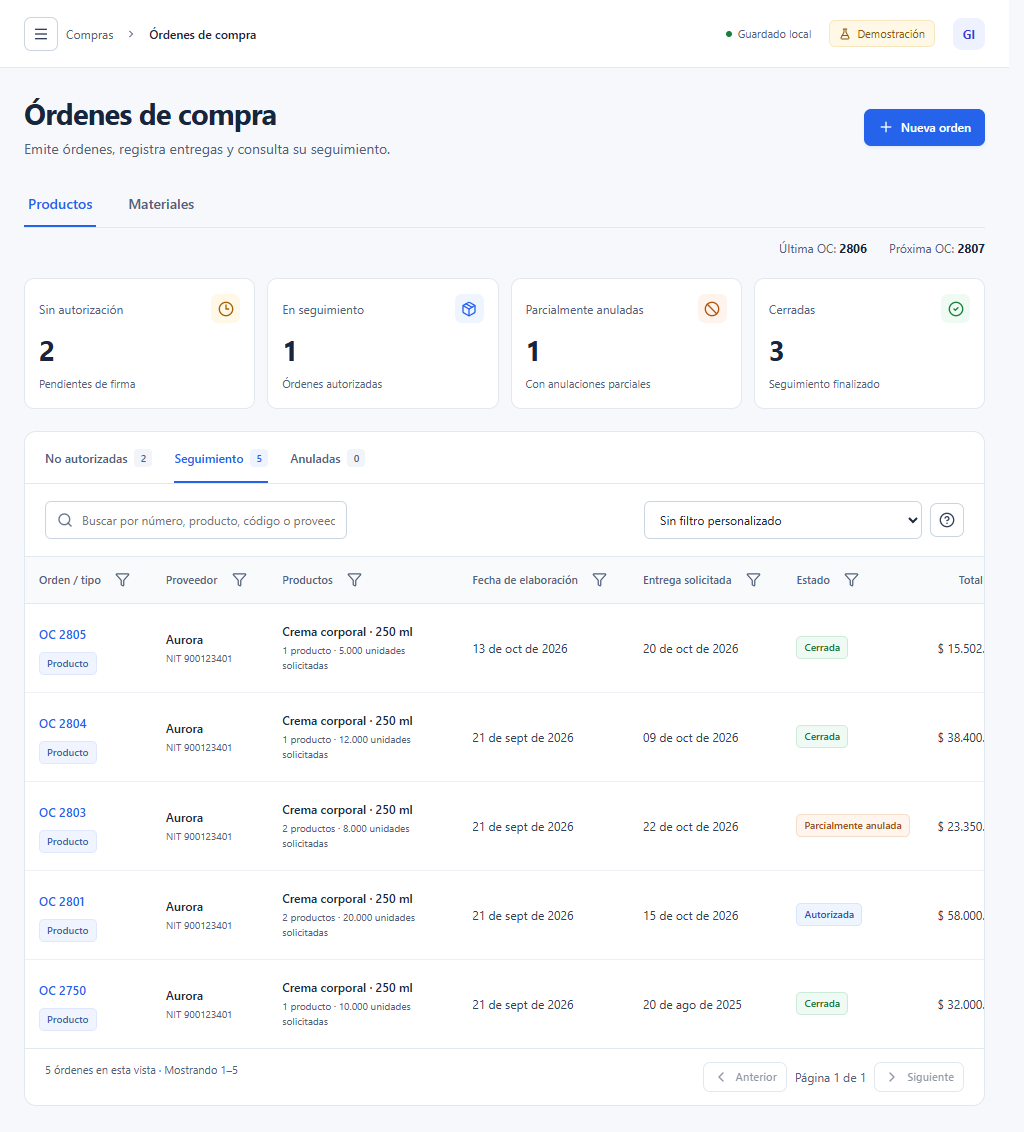 Compras > Órdenes de compra
Guardado local
Demostración
GI
Órdenes de compra
Emite órdenes, registra entregas y consulta su seguimiento.
+ Nueva orden
Productos
Materiales
Última OC: 2806
Próxima OC: 2807
Sin autorización
2
Pendientes de firma
En seguimiento
1
Órdenes autorizadas
Parcialmente anuladas
1
Con anulaciones parciales
Cerradas
3
Seguimiento finalizado
No autorizadas 2
Seguimiento 5
Anuladas 0
Buscar por número, producto, código o proveec
Sin filtro personalizado
Orden / tipo
Proveedor
Productos
Fecha de elaboración
Entrega solicitada
Estado
Total
OC 2805
Producto
Aurora
NIT 900123401
Crema corporal · 250 ml
1 producto · 5.000 unidades
solicitadas
13 de oct de 2026
20 de oct de 2026
Cerrada
$ 15.502.
OC 2804
Producto
Aurora
NIT 900123401
Crema corporal · 250 ml
1 producto · 12.000 unidades
solicitadas
21 de sept de 2026
09 de oct de 2026
Cerrada
$ 38.400.
OC 2803
Producto
Aurora
NIT 900123401
Crema corporal · 250 ml
2 productos · 8.000 unidades
solicitadas
21 de sept de 2026
22 de oct de 2026
Parcialmente anulada
$ 23.350.
OC 2801
Producto
Aurora
NIT 900123401
Crema corporal · 250 ml
2 productos · 20.000 unidades
solicitadas
21 de sept de 2026
15 de oct de 2026
Autorizada
$ 58.000.
OC 2750
Producto
Aurora
NIT 900123401
Crema corporal · 250 ml
1 producto · 10.000 unidades
solicitadas
21 de sept de 2026
20 de ago de 2025
Cerrada
$ 32.000.
5 órdenes en esta vista · Mostrando 1–5
Anterior
Página 1 de 1
Siguiente